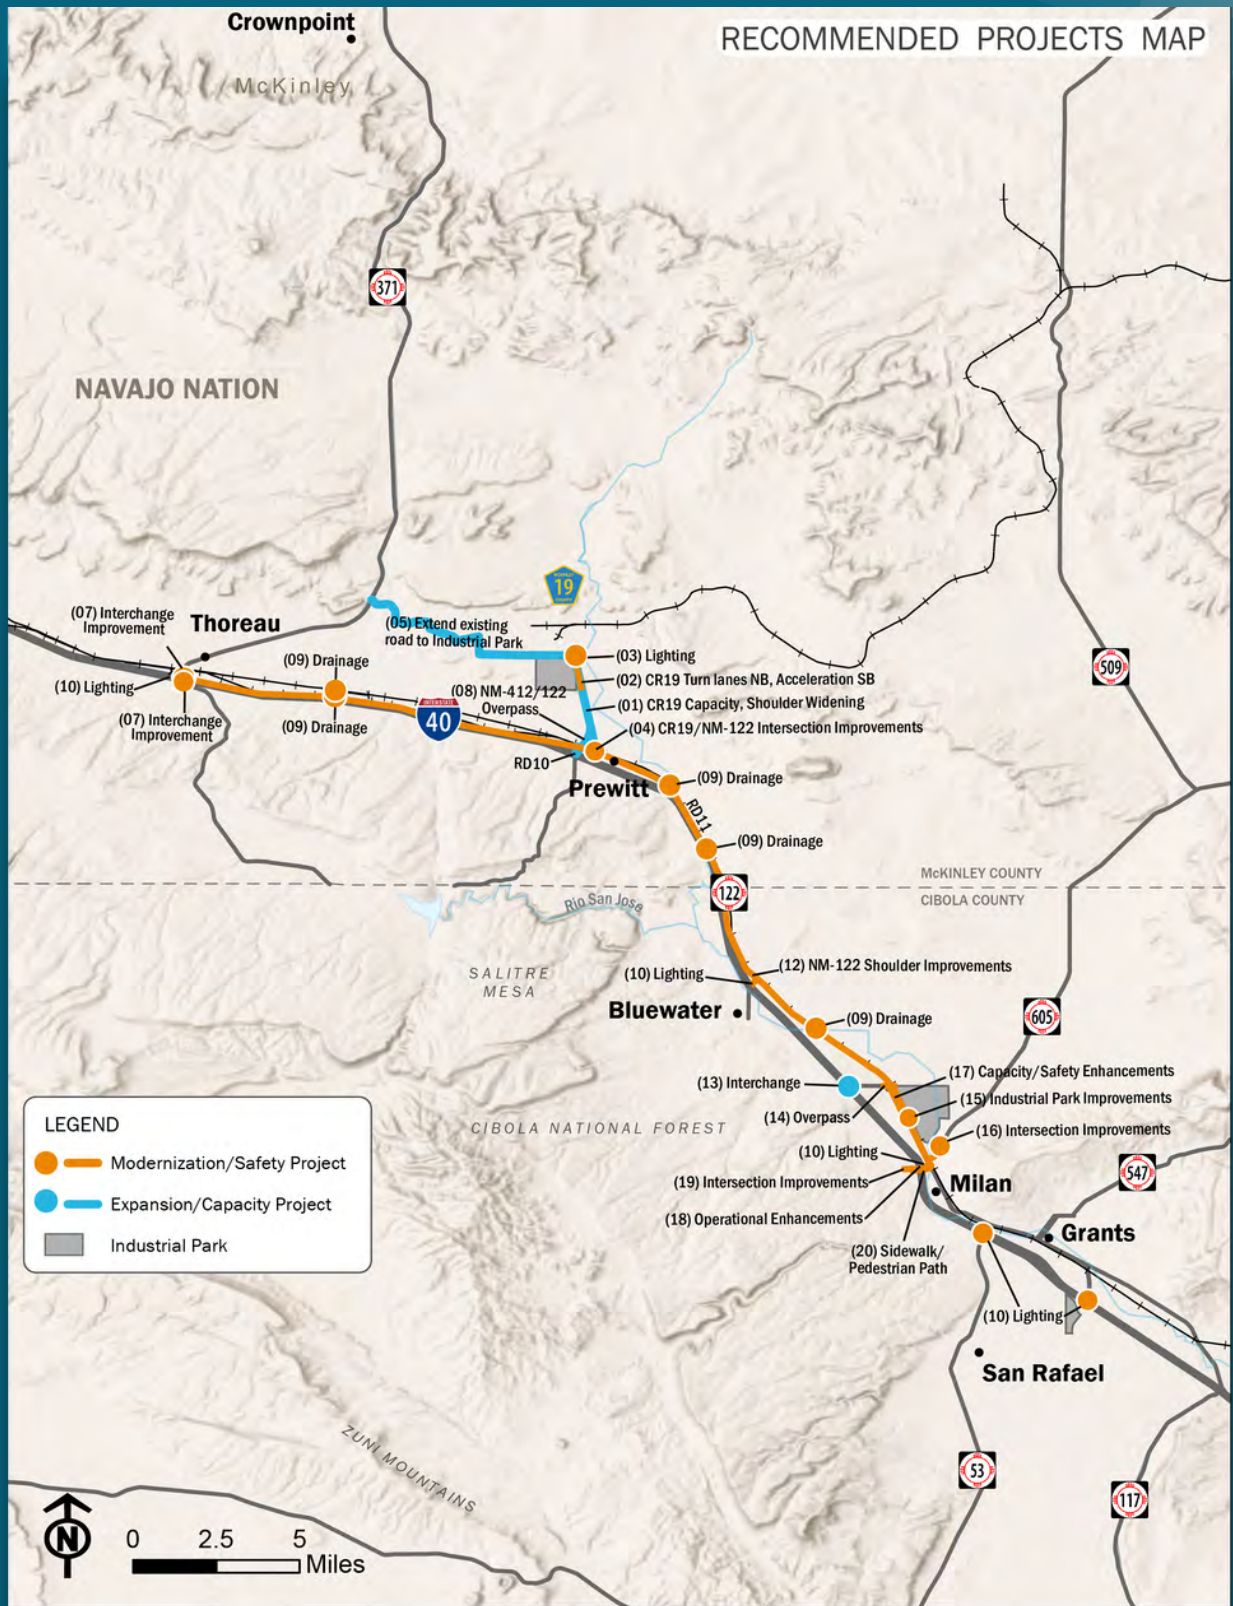 RECOMMENDED PROJECTS MAP
Crownpoint
McKinley
371
NAVAJO NATION
19
(07) Interchange
Improvement
Thoreau
(05) Extend existing
road to Industrial Park
(03) Lighting
(09) Drainage
(10) Lighting
(02) CR19 Turn lanes NB, Acceleration SB
(08) NM-412/122
Overpass
(01) CR19 Capacity, Shoulder Widening
(07) Interchange
Improvement
(09) Drainage
INTERSTATE
40
(04) CR19/NM-122 Intersection Improvements
RD10
Prewitt
(09) Drainage
RD11
(09) Drainage
509
McKINLEY COUNTY
CIBOLA COUNTY
122
Rio San Jose
SALITRE
MESA
(10) Lighting
(12) NM-122 Shoulder Improvements
Bluewater
(09) Drainage
605
(13) Interchange
(17) Capacity/Safety Enhancements
(14) Overpass
(15) Industrial Park Improvements
CIBOLA NATIONAL FOREST
(16) Intersection Improvements
(10) Lighting
(19) Intersection Improvements
547
Milan
(18) Operational Enhancements
Grants
(20) Sidewalk/
Pedestrian Path
(10) Lighting
San Rafael
LEGEND
Modernization/Safety Project
Expansion/Capacity Project
Industrial Park
ZUNI MOUNTAINS
53
117
N
0 2.5 5
Miles